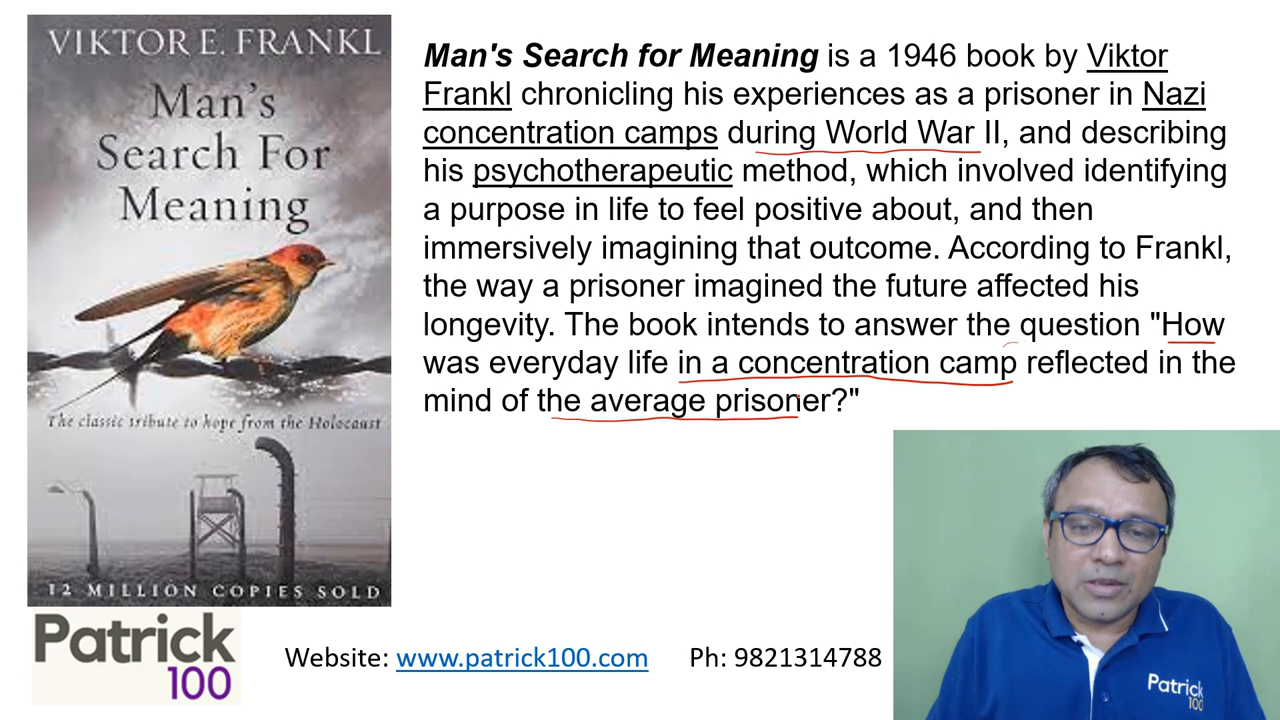 VIKTOR E. FRANKL
Man's
Search For
Meaning
The classic tribute to hope from the Holocaust
12 MILLION COPIES SOLD
Man's Search for Meaning is a 1946 book by Viktor
Frankl chronicling his experiences as a prisoner in Nazi
concentration camps during World War II, and describing
his psychotherapeutic method, which involved identifying
a purpose in life to feel positive about, and then
immersively imagining that outcome. According to Frankl,
the way a prisoner imagined the future affected his
longevity. The book intends to answer the question "How
was everyday life in a concentration camp reflected in the
mind of the average prisoner?"
Patrick
100
Website: www.patrick100.com Ph: 9821314788
Patrick
100